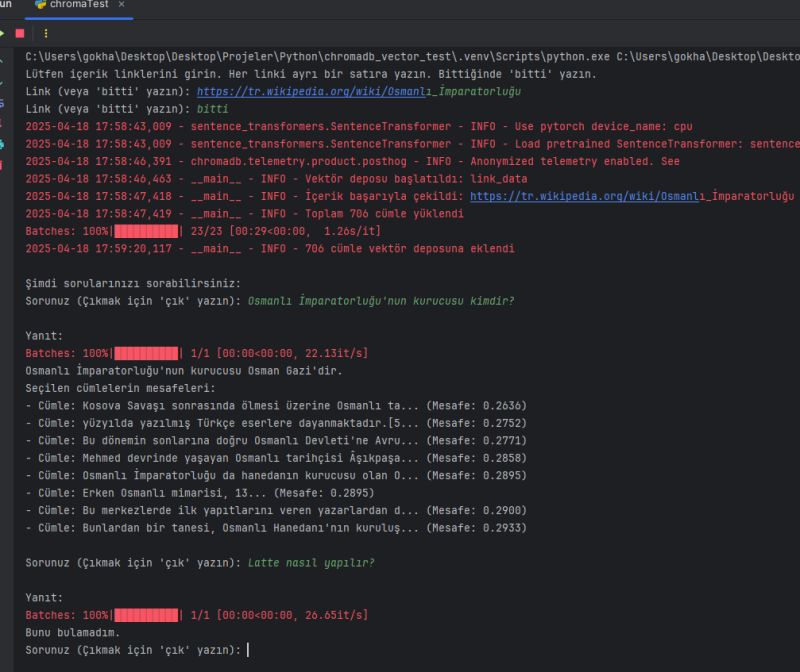 un chromaTest ×
C:\Users\gokha\Desktop\Desktop\Projeler\Python\chromadb_vector_test\.venv\Scripts\python.exe C:\Users\gokha\Desktop\Deskto
Lütfen içerik linklerini girin. Her linki ayrı bir satıra yazın. Bittiğinde 'bitti' yazın.
Link (veya 'bitti' yazın): https://tr.wikipedia.org/wiki/Osmanlı_İmparatorluğu
Link (veya 'bitti' yazın): bitti
2025-04-18 17:58:43,009 - sentence_transformers.SentenceTransformer - INFO - Use pytorch device_name: cpu
2025-04-18 17:58:43,009 - sentence_transformers.SentenceTransformer - INFO - Load pretrained SentenceTransformer: sentence
2025-04-18 17:58:46,391 - chromadb.telemetry.product.posthog - INFO - Anonymized telemetry enabled. See
2025-04-18 17:58:46,463 - __main__ - INFO - Vektör deposu başlatıldı: link_data
2025-04-18 17:58:47,418 - __main__ - INFO - İçerik başarıyla çekildi: https://tr.wikipedia.org/wiki/Osmanlı_İmparatorluğu
2025-04-18 17:58:47,419 - __main__ - INFO - Toplam 706 cümle yüklendi
Batches: 100%|██████████| 23/23 [00:29<00:00,  1.26s/it]
2025-04-18 17:59:20,117 - __main__ - INFO - 706 cümle vektör deposuna eklendi
Şimdi sorularınızı sorabilirsiniz:
Sorunuz (Çıkmak için 'çık' yazın): Osmanlı İmparatorluğu'nun kurucusu kimdir?
Yanıt:
Batches: 100%|██████████| 1/1 [00:00<00:00, 22.13it/s]
Osmanlı İmparatorluğu'nun kurucusu Osman Gazi'dir.
Seçilen cümlelerin mesafeleri:
- Cümle: Kosova Savaşı sonrasında ölmesi üzerine Osmanlı ta... (Mesafe: 0.2636)
- Cümle: yüzyılda yazılmış Türkçe eserlere dayanmaktadır.[5... (Mesafe: 0.2752)
- Cümle: Bu dönemin sonlarına doğru Osmanlı Devleti'ne Avru... (Mesafe: 0.2771)
- Cümle: Mehmed devrinde yaşayan Osmanlı tarihçisi Âşıkpaşa... (Mesafe: 0.2858)
- Cümle: Osmanlı İmparatorluğu da hanedanın kurucusu olan O... (Mesafe: 0.2895)
- Cümle: Erken Osmanlı mimarisi, 13... (Mesafe: 0.2895)
- Cümle: Bu merkezlerde ilk yapıtlarını veren yazarlardan d... (Mesafe: 0.2900)
- Cümle: Bunlardan bir tanesi, Osmanlı Hanedanı'nın kuruluş... (Mesafe: 0.2933)
Sorunuz (Çıkmak için 'çık' yazın): Latte nasıl yapılır?
Yanıt:
Batches: 100%|██████████| 1/1 [00:00<00:00, 26.65it/s]
Bunu bulamadım.
Sorunuz (Çıkmak için 'çık' yazın):